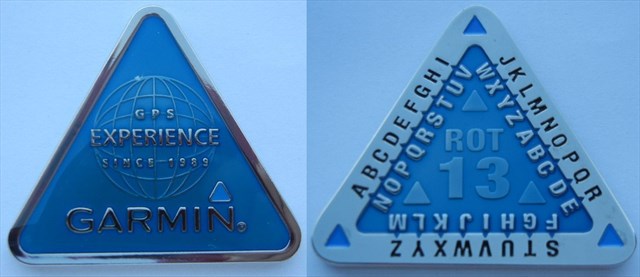 GPS
EXPERIENCE
SINCE 1989
GARMIN®
ABCDEFGHI
JKLMNOPQR
STUVWXYZ
NOPQRSTUV
WXYZABCDE
FGHIJKLM
ROT
13